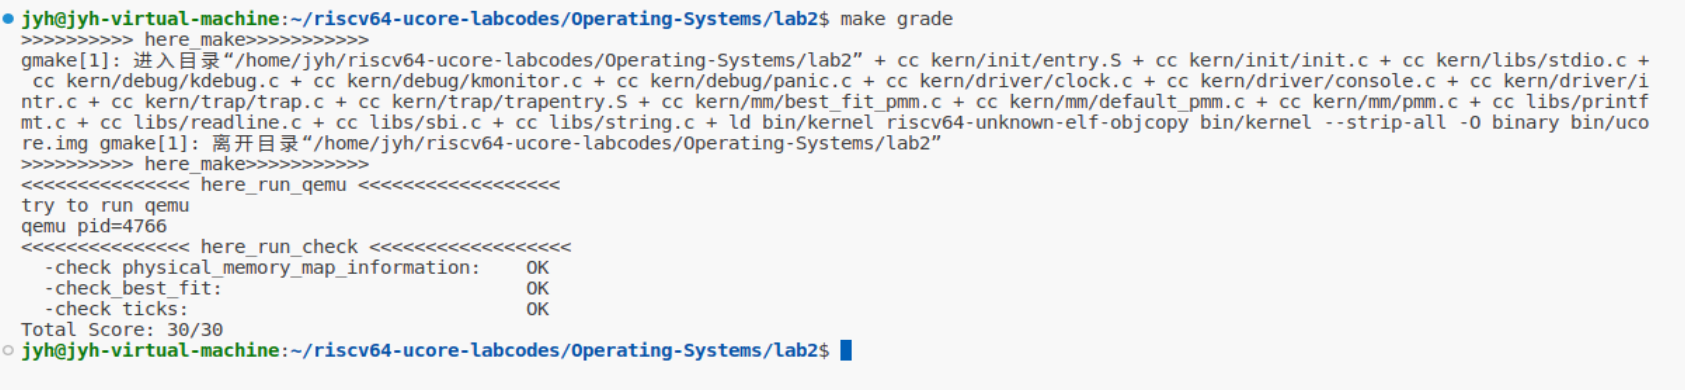 jyh@jyh-virtual-machine:~/riscv64-ucore-labcodes/Operating-Systems/lab2$ make grade
>>>>>>>>>> here_make>>>>>>>>>>>
gmake[1]: 进入目录“/home/jyh/riscv64-ucore-labcodes/Operating-Systems/lab2” + cc kern/init/entry.S + cc kern/init/init.c + cc kern/libs/stdio.c +
cc kern/debug/kdebug.c + cc kern/debug/kmonitor.c + cc kern/debug/panic.c + cc kern/driver/clock.c + cc kern/driver/console.c + cc kern/driver/i
ntr.c + cc kern/trap/trap.c + cc kern/trap/trapentry.S + cc kern/mm/best_fit_pmm.c + cc kern/mm/default_pmm.c + cc kern/mm/pmm.c + cc libs/printf
mt.c + cc libs/readline.c + cc libs/sbi.c + cc libs/string.c + ld bin/kernel riscv64-unknown-elf-objcopy bin/kernel --strip-all -O binary bin/uco
re.img gmake[1]: 离开目录“/home/jyh/riscv64-ucore-labcodes/Operating-Systems/lab2”
>>>>>>>>>> here_make>>>>>>>>>>>
<<<<<<<<<<<<<<< here_run_qemu <<<<<<<<<<<<<<<<<<
try to run qemu
qemu pid=4766
<<<<<<<<<<<<<<< here_run_check <<<<<<<<<<<<<<<<<<
-check physical_memory_map_information: OK
-check_best_fit: OK
-check ticks: OK
Total Score: 30/30
jyh@jyh-virtual-machine:~/riscv64-ucore-labcodes/Operating-Systems/lab2$